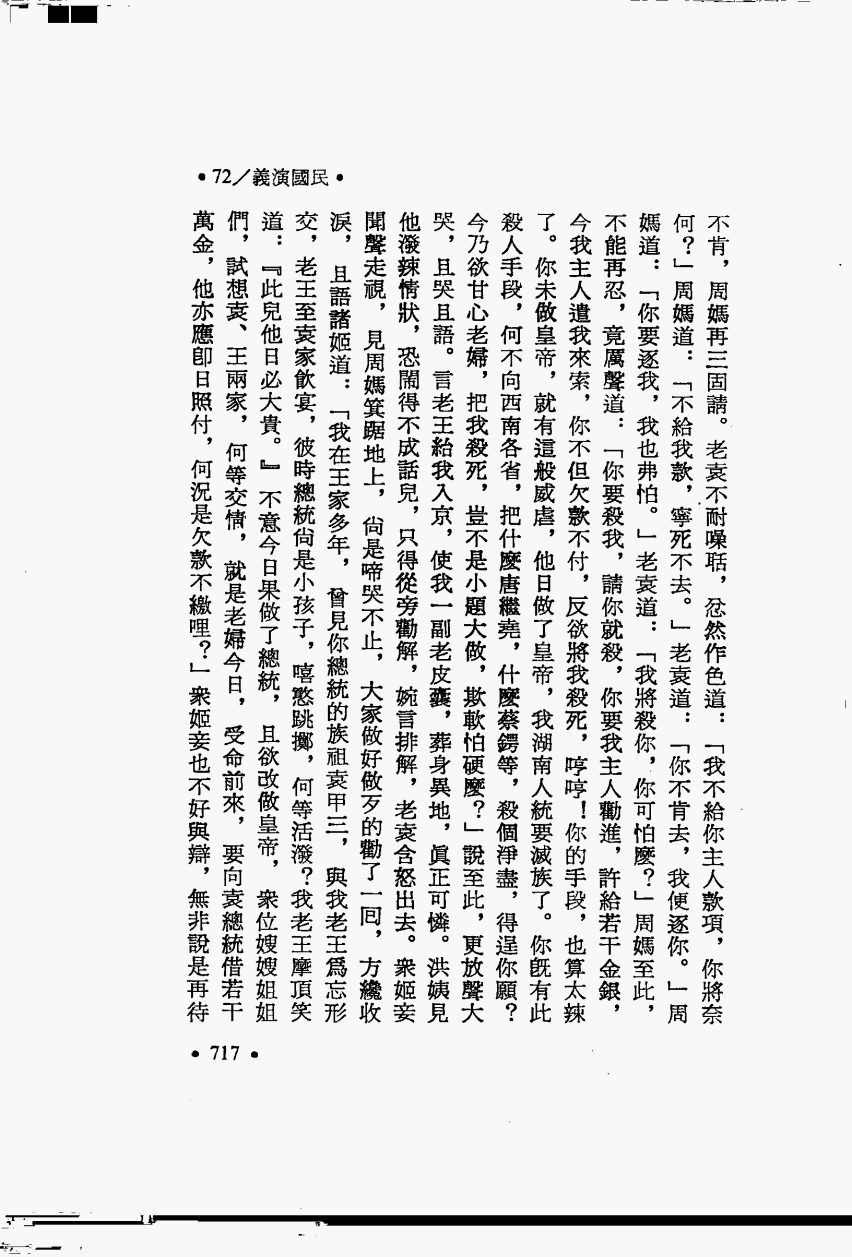 •72／義演國民•
不肯，周媽再三固請。老袁不耐噪聒，忿然作色道：「我不給你主人款項，你將奈
何？」周媽道：「不給我款，寧死不去。」老袁道：「你不肯去，我便逐你。」周
媽道：「你要逐我，我也弗怕。」老袁道：「我將殺你，你可怕麼？」周媽至此，
不能再忍，竟厲聲道：「你要殺我，請你就殺，你要我主人勸進，許給若干金銀，
今我主人遣我來索，你不但欠款不付，反欲將我殺死，哼哼！你的手段，也算太辣
了。你未做皇帝，就有這般威虐，他日做了皇帝，我湖南人統要滅族了。你既有此
殺人手段，何不向西南各省，把什麼唐繼堯，什麼蔡鍔等，殺個淨盡，得逞你願？
今乃欲甘心老婦，把我殺死，豈不是小題大做，欺軟怕硬麼？」說至此，更放聲大
哭，且哭且語。言老王紿我入京，使我一副老皮囊，葬身異地，眞正可憐。洪姨見
他潑辣情狀，恐鬧得不成話兒，只得從旁勸解，婉言排解，老袁含怒出去。衆姬妾
聞聲走視，見周媽箕踞地上，尙是啼哭不止，大家做好做歹的勸了一回，方纔收
淚，且語諸姬道：「我在王家多年，曾見你總統的族祖袁甲三，與我老王爲忘形
交，老王至袁家飮宴，彼時總統尙是小孩子，嘻憨跳擲，何等活潑？我老王摩頂笑
道：『此兒他日必大貴。』不意今日果做了總統，且欲改做皇帝，衆位嫂嫂姐姐
們，試想袁、王兩家，何等交情，就是老婦今日，受命前來，要向袁總統借若干
萬金，他亦應卽日照付，何況是欠款不繳哩？」衆姬妾也不好與辯，無非說是再待
•717•